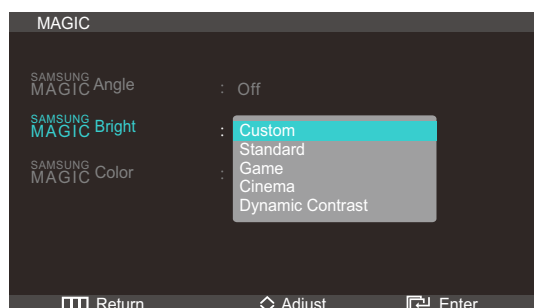 MAGIC
SAMSUNG
MAGIC Angle : Off
SAMSUNG
MAGIC Bright : Custom
Standard
Game
Cinema
Dynamic Contrast
SAMSUNG
MAGIC Color :
Return Adjust Enter